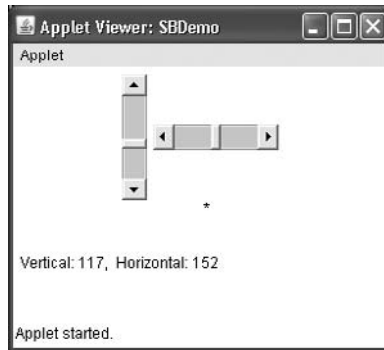 Applet Viewer: SBDemo
Applet
*
Vertical: 117, Horizontal: 152
Applet started.